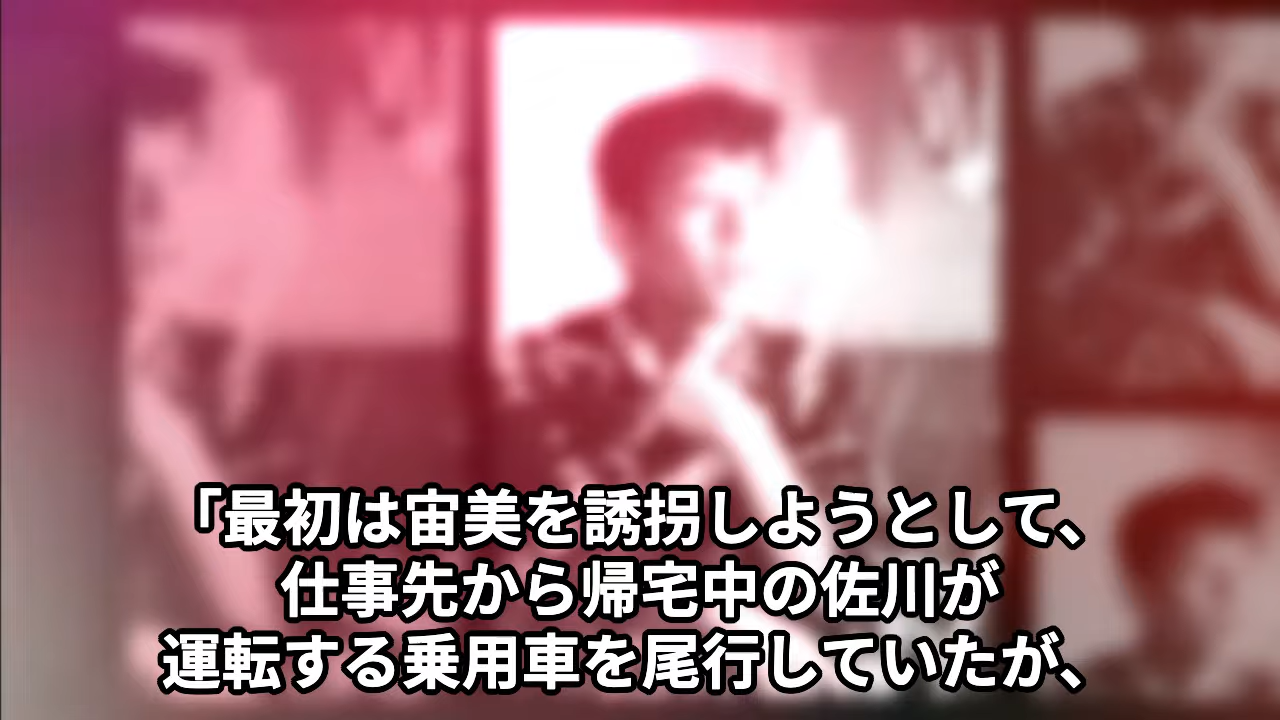 「最初は宙美を誘拐しようとして、
仕事先から帰宅中の佐川が
運転する乗用車を尾行していたが、